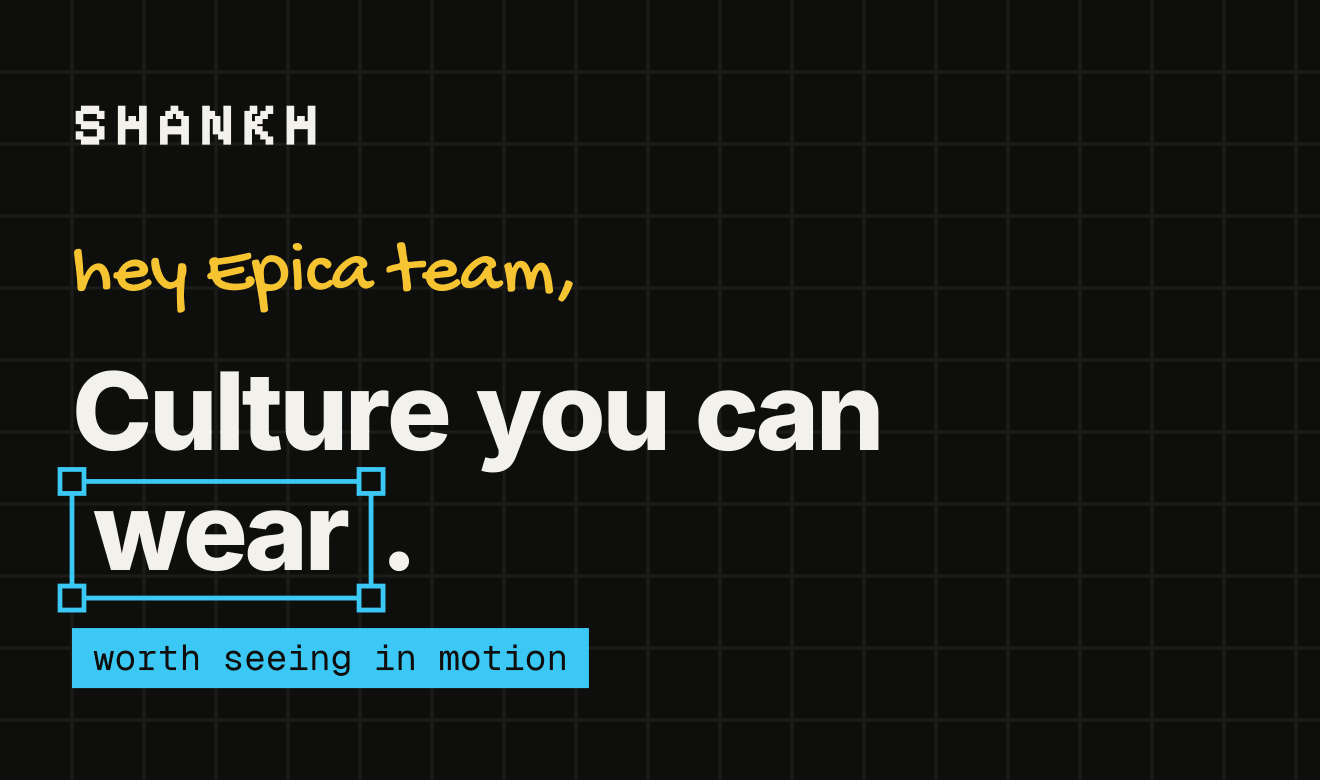 SHANKH
hey Epica team,
Culture you can
wear.
worth seeing in motion